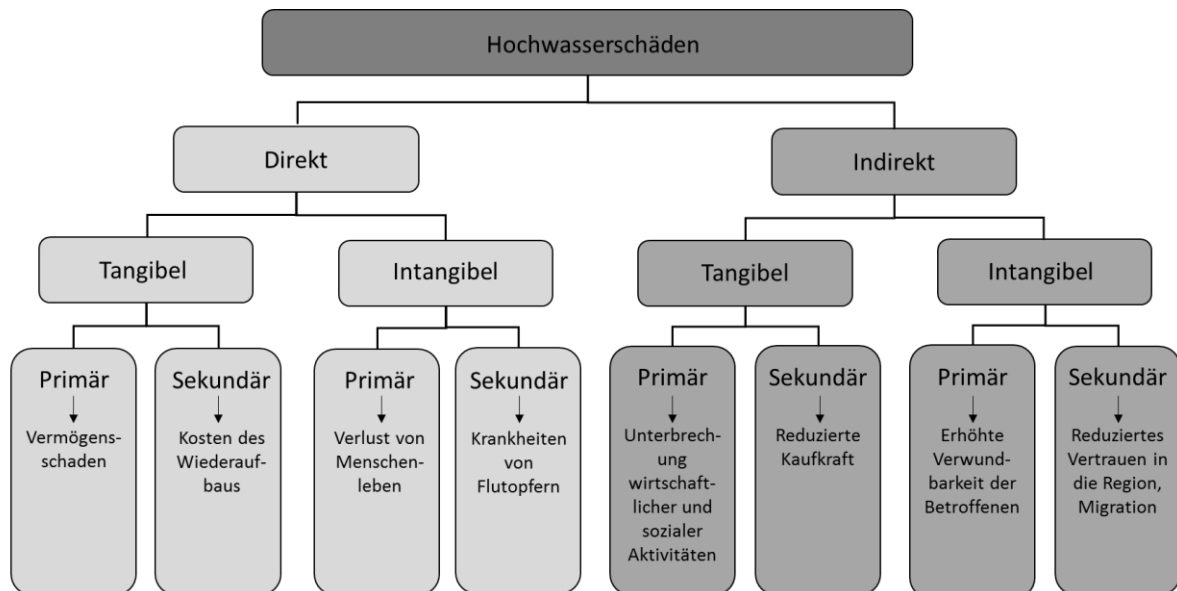 Hochwasserschäden
Direkt
Indirekt
Tangibel
Intangibel
Tangibel
Intangibel
Primär
Vermögens-
schaden
Sekundär
Kosten des
Wiederauf-
baus
Primär
Verlust von
Menschen-
leben
Sekundär
Krankheiten
von
Flutopfern
Primär
Unterbrech-
ung
wirtschaft-
licher und
sozialer
Aktivitäten
Sekundär
Reduzierte
Kaufkraft
Primär
Erhöhte
Verwund-
barkeit der
Betroffenen
Sekundär
Reduziertes
Vertrauen in
die Region,
Migration